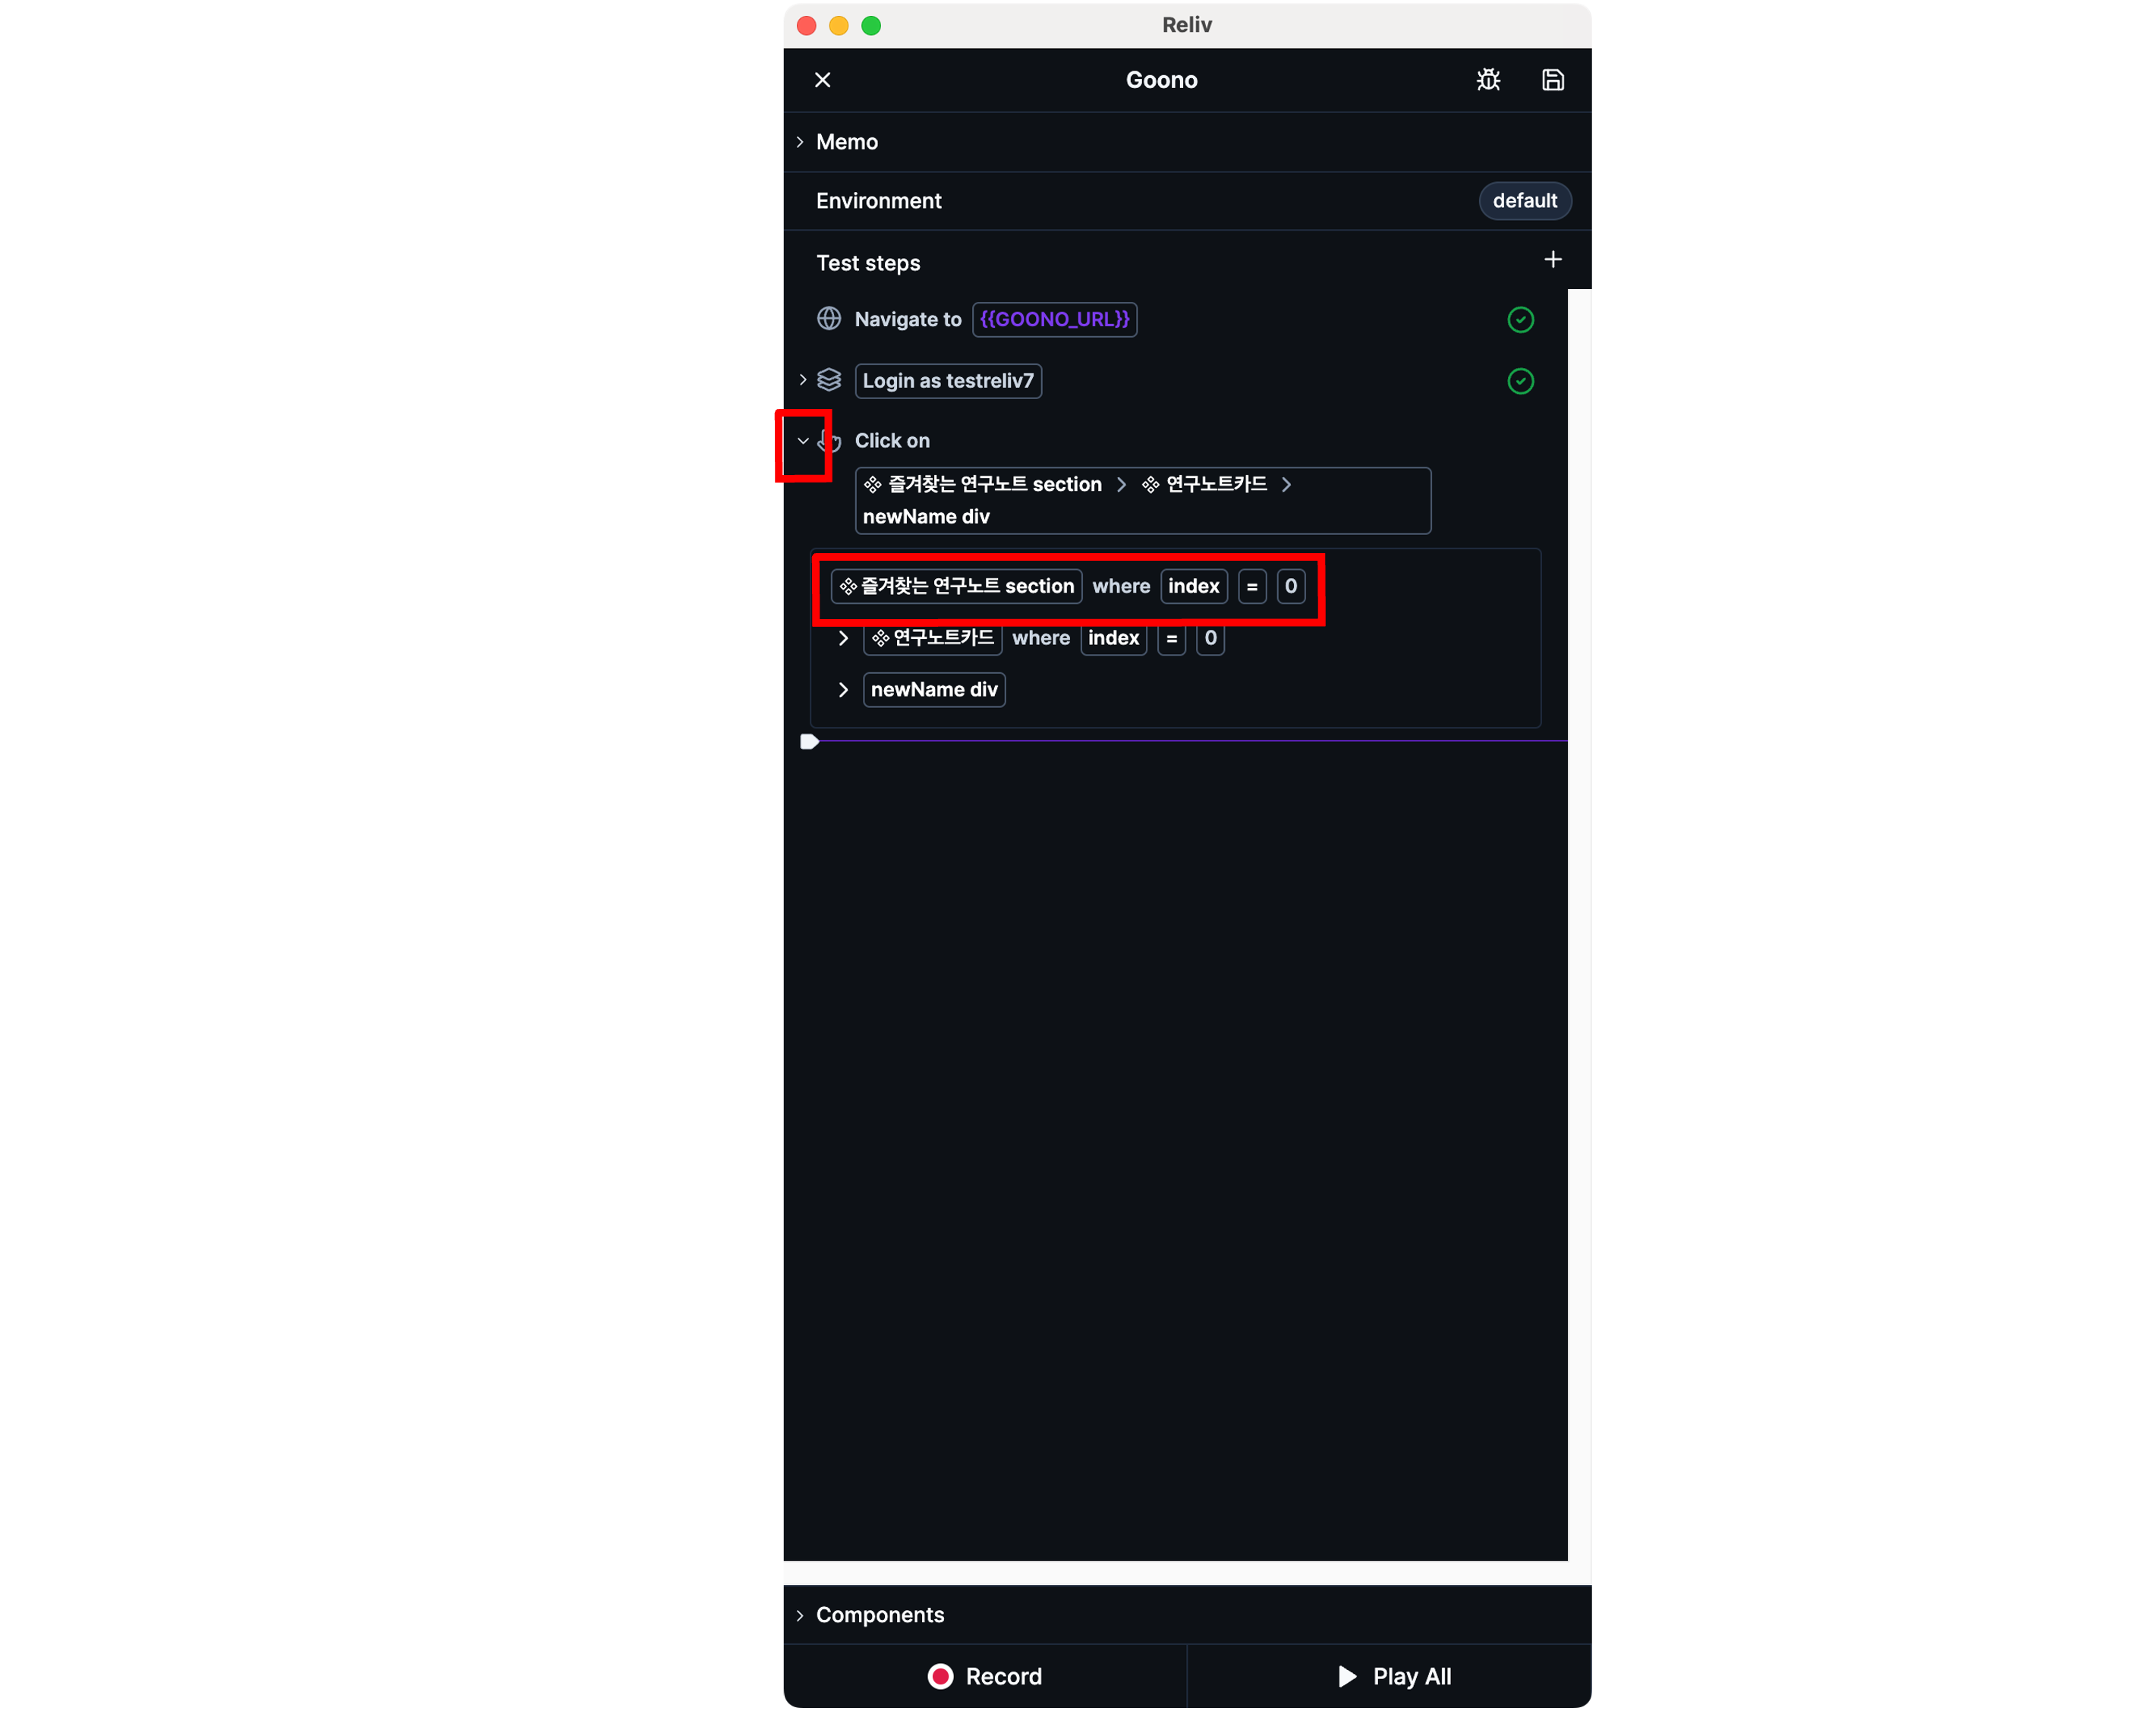 Reliv
Goono
Memo
Environment default
Test steps
Navigate to {{GOONO_URL}}
Login as testreliv7
Click on
즐겨찾는 연구노트 section > 연구노트카드 >
newName div
즐겨찾는 연구노트 section where index = 0
연구노트카드 where index = 0
newName div
Components
Record Play All